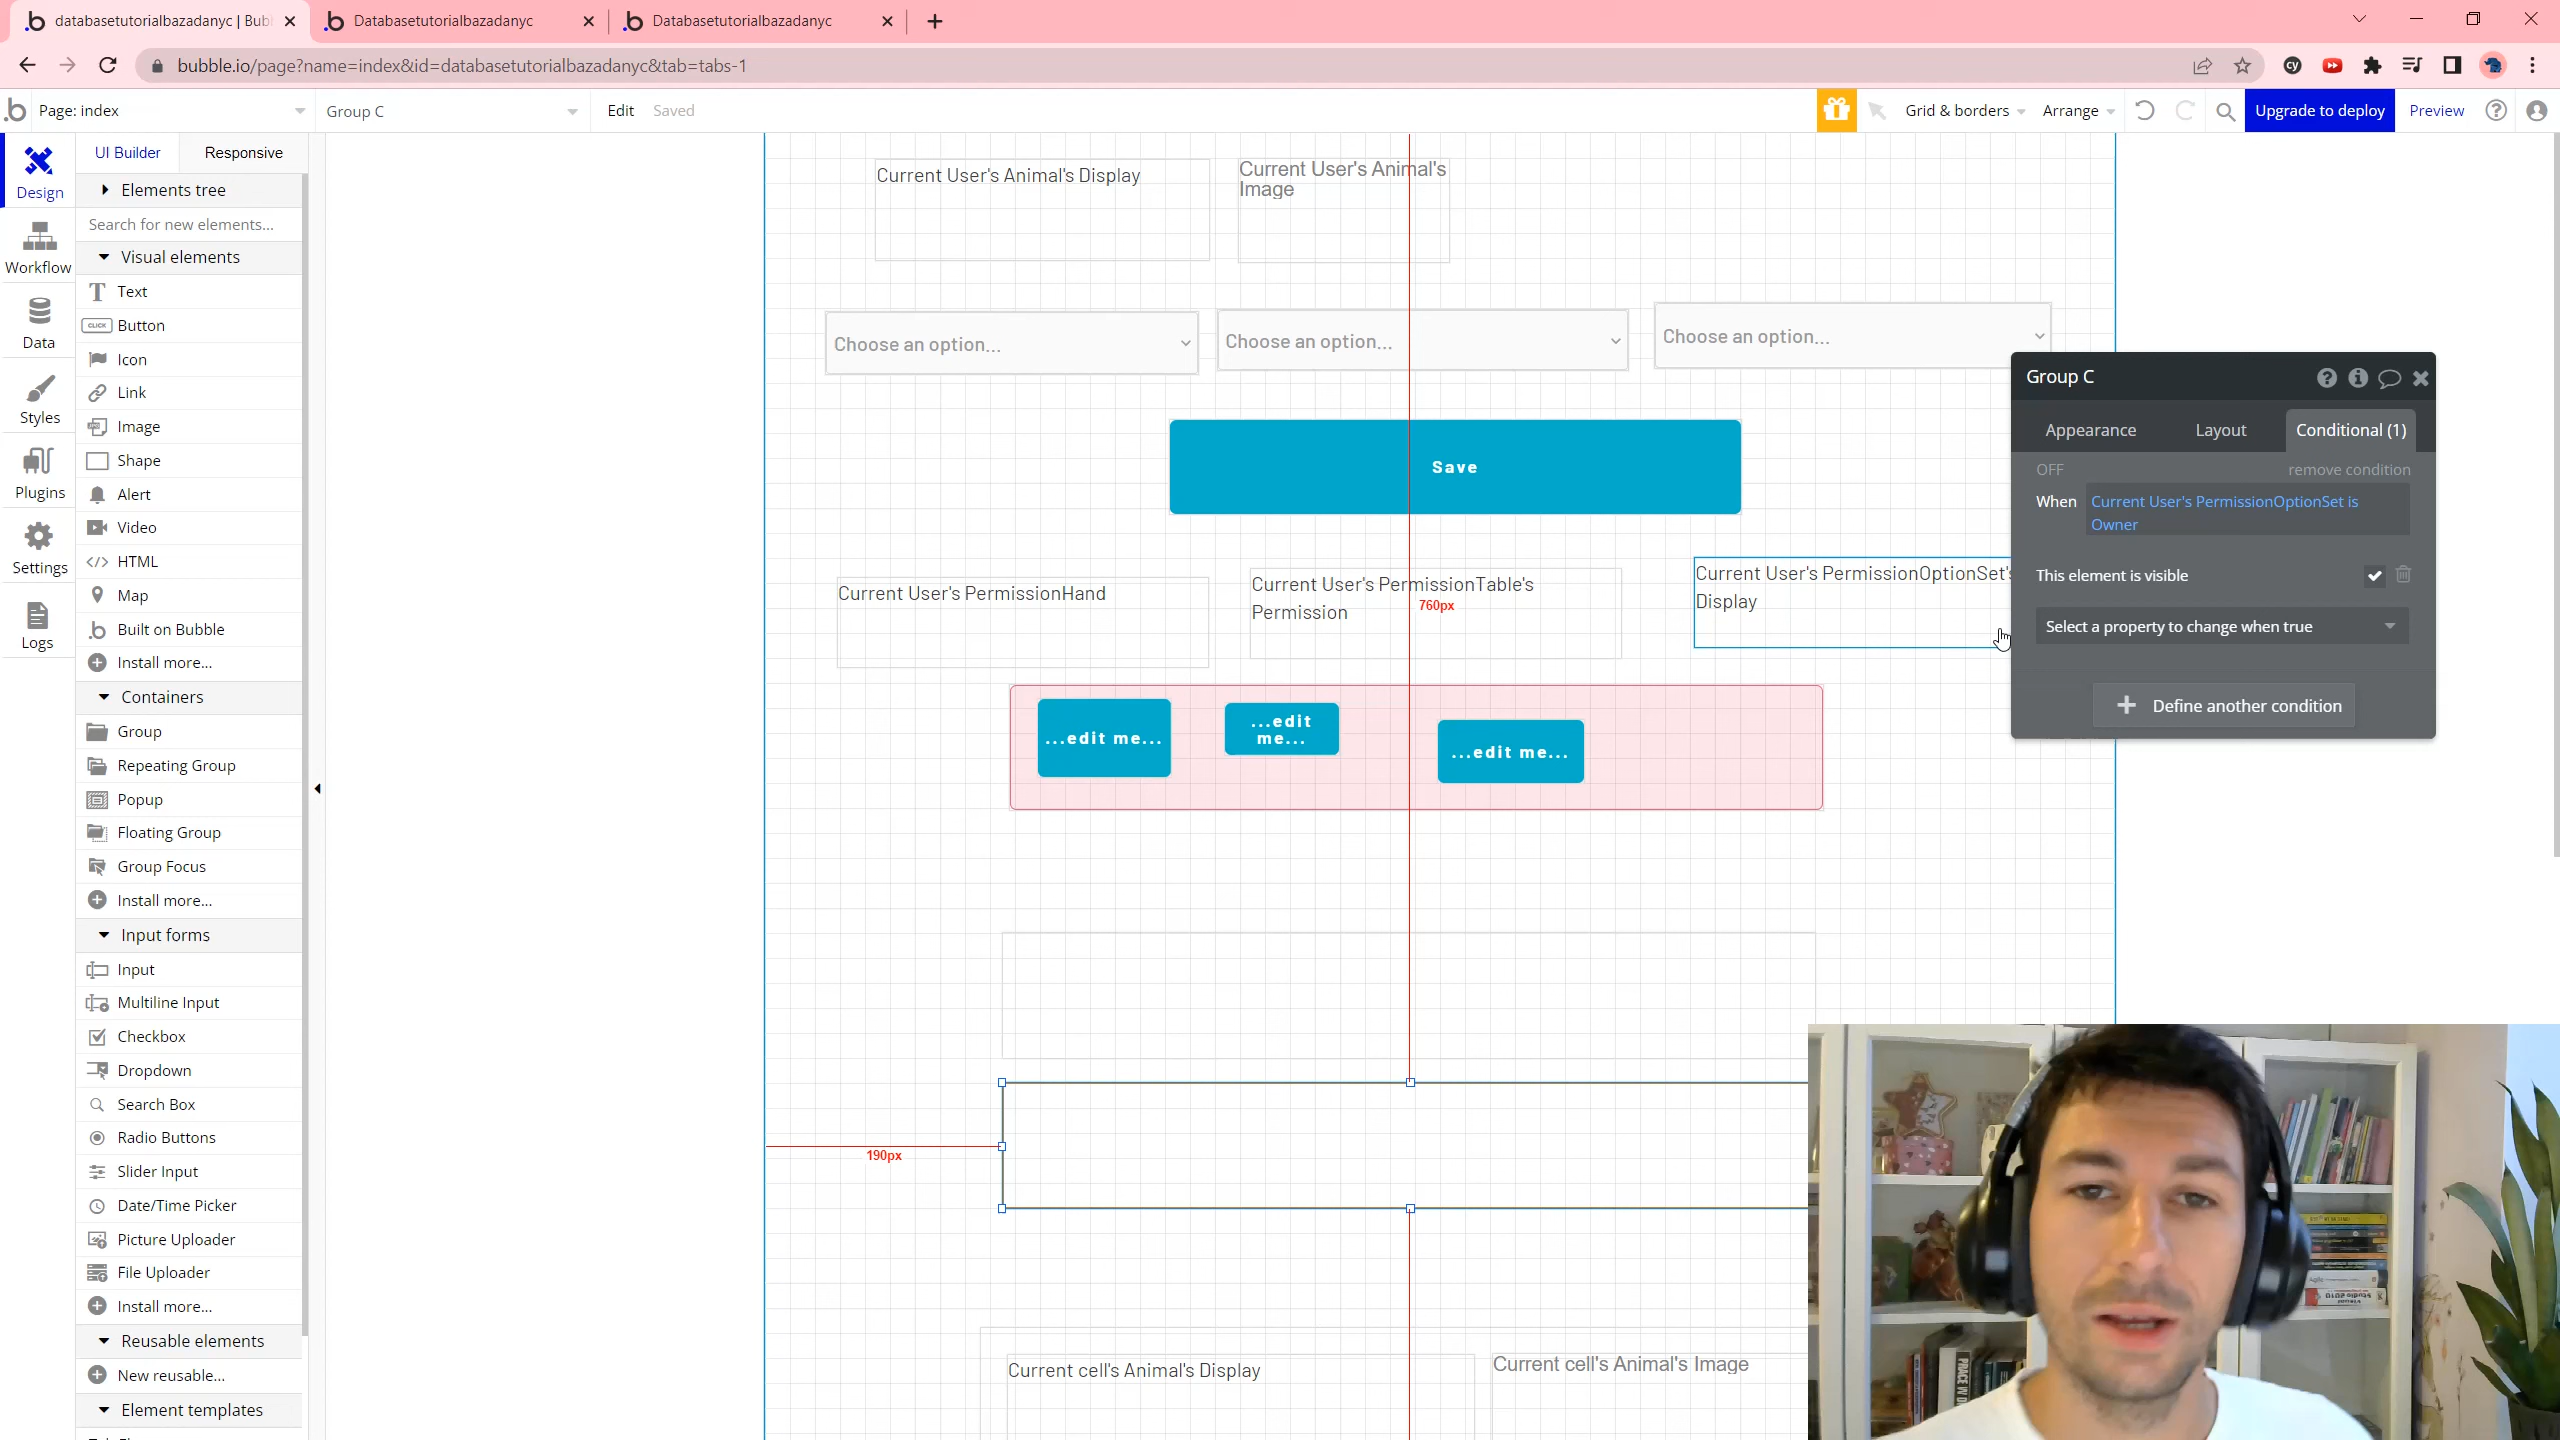 databasetutorialbazadanyc | Bub
Databasetutorialbazadanyc
Databasetutorialbazadanyc
bubble.io/page?name=index&id=databasetutorialbazadanyc&tab=tabs-1
Page: index
Group C
Edit
Saved
Grid & borders
Arrange
Upgrade to deploy
Preview
Design
Workflow
Data
Styles
Plugins
Settings
Logs
UI Builder
Responsive
Elements tree
Search for new elements...
Visual elements
Text
CLICK
Button
Icon
Link
Image
Shape
Alert
Video
HTML
Map
Built on Bubble
Install more...
Containers
Group
Repeating Group
Popup
Floating Group
Group Focus
Install more...
Input forms
Input
Multiline Input
Checkbox
Dropdown
Search Box
Radio Buttons
Slider Input
Date/Time Picker
Picture Uploader
File Uploader
Install more...
Reusable elements
New reusable...
Element templates
Current User's Animal's Display
Current User's Animal's
Image
Choose an option...
Choose an option...
Choose an option...
Save
Current User's PermissionHand
Current User's PermissionTable's
Permission
760px
Current User's PermissionOptionSet's
Display
...edit me...
...edit
me...
...edit me...
190px
Current cell's Animal's Display
Current cell's Animal's Image
Group C
Appearance
Layout
Conditional (1)
OFF
remove condition
When
Current User's PermissionOptionSet is
Owner
This element is visible
Select a property to change when true
Define another condition